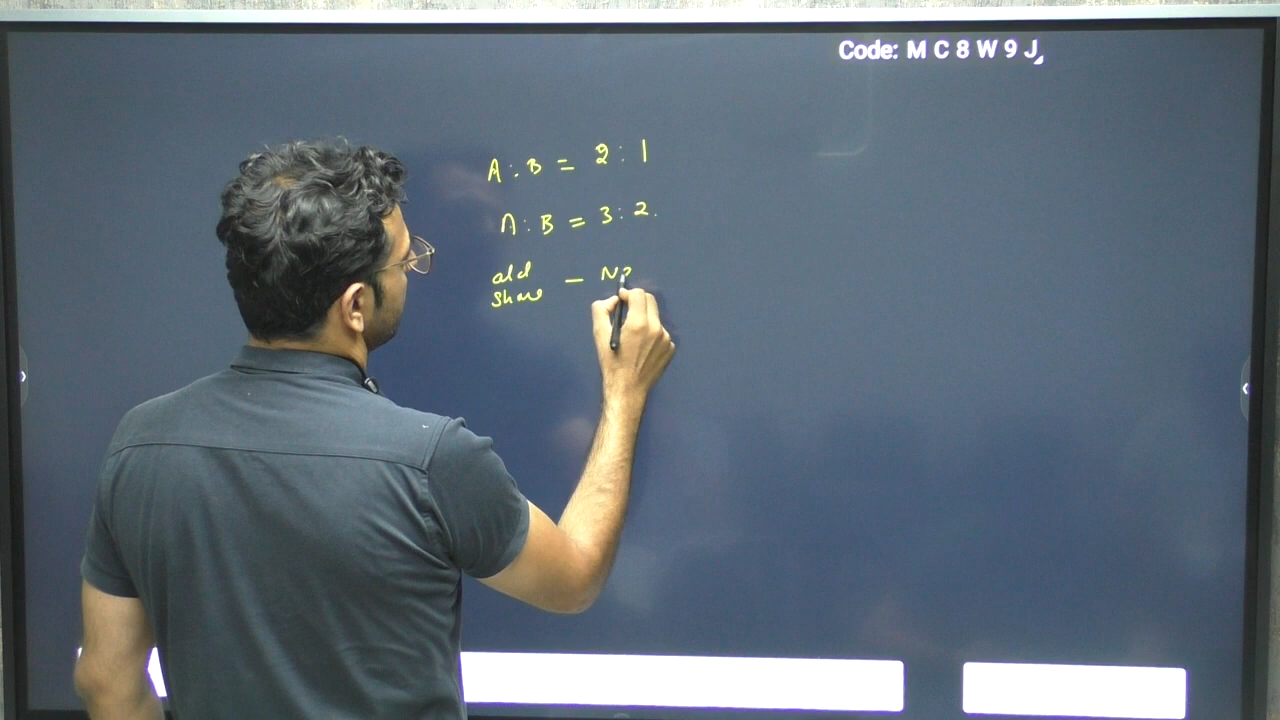 Code: M C 8 W 9 J
A : B = 2 : 1
A : B = 3 : 2.
old
share –